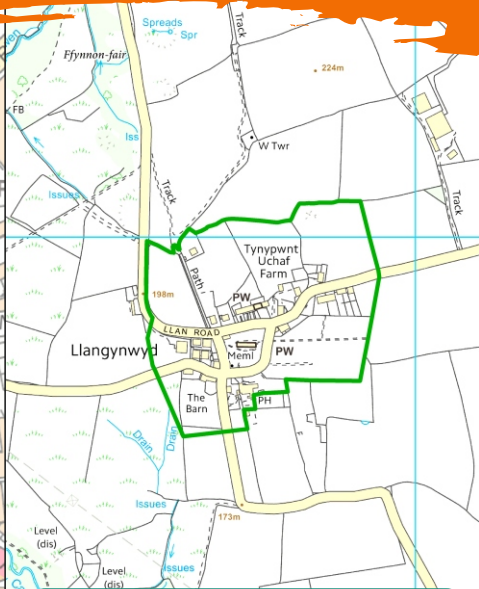 Track
Spreads
Spr
Ffynnon-fair
224m
FB
Iss
W Twr
Track
Issues
Track
Tynypwnt
Uchaf
Farm
Path
198m
PW
LLAN ROAD
Llangynwyd
Meml
PW
The
Barn
PH
Drain
Drain
Issues
173m
Level
(dis)
Issues
Level
(dis)